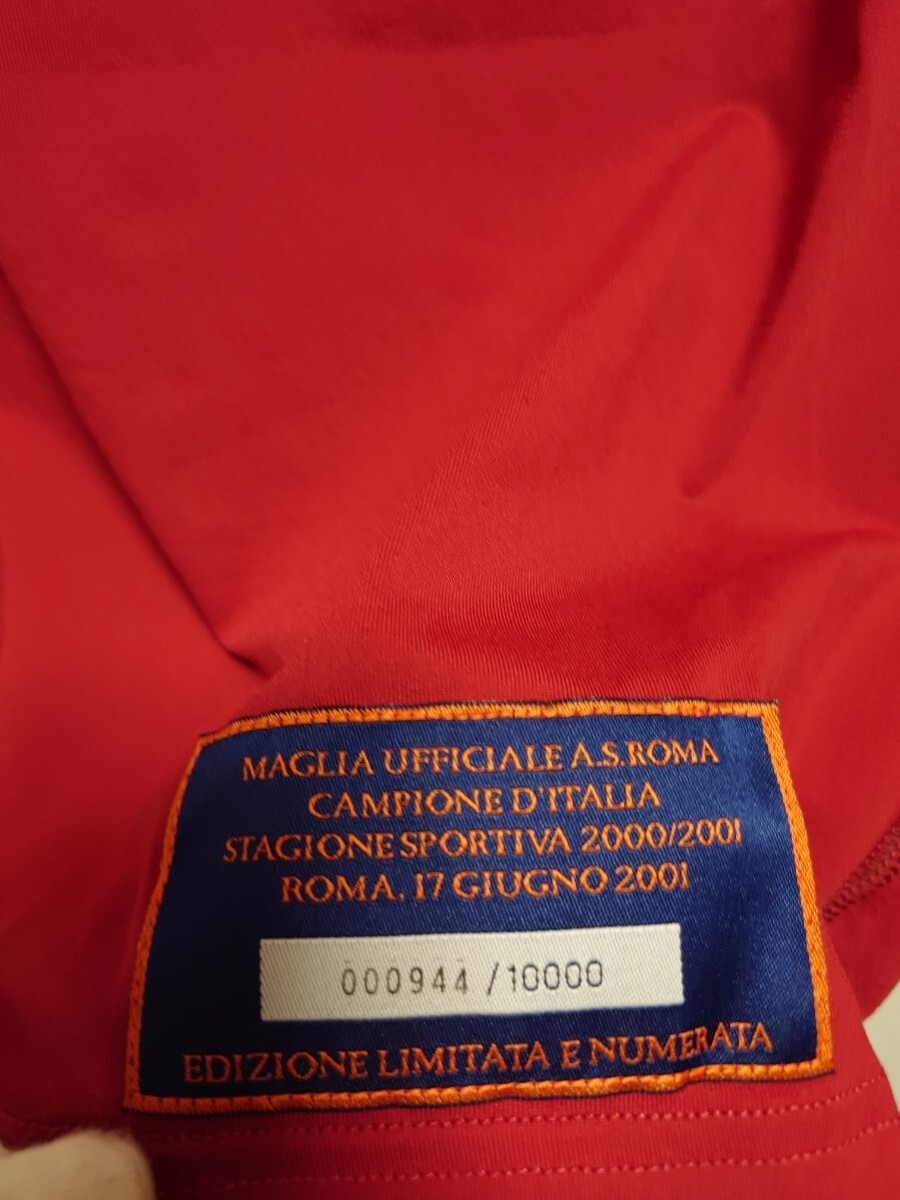 MAGLIA UFFICIALE A.S.ROMA
CAMPIONE D'ITALIA
STAGIONE SPORTIVA 2000/2001
ROMA, 17 GIUGNO 2001
000944 /10000
EDIZIONE LIMITATA E NUMERATA